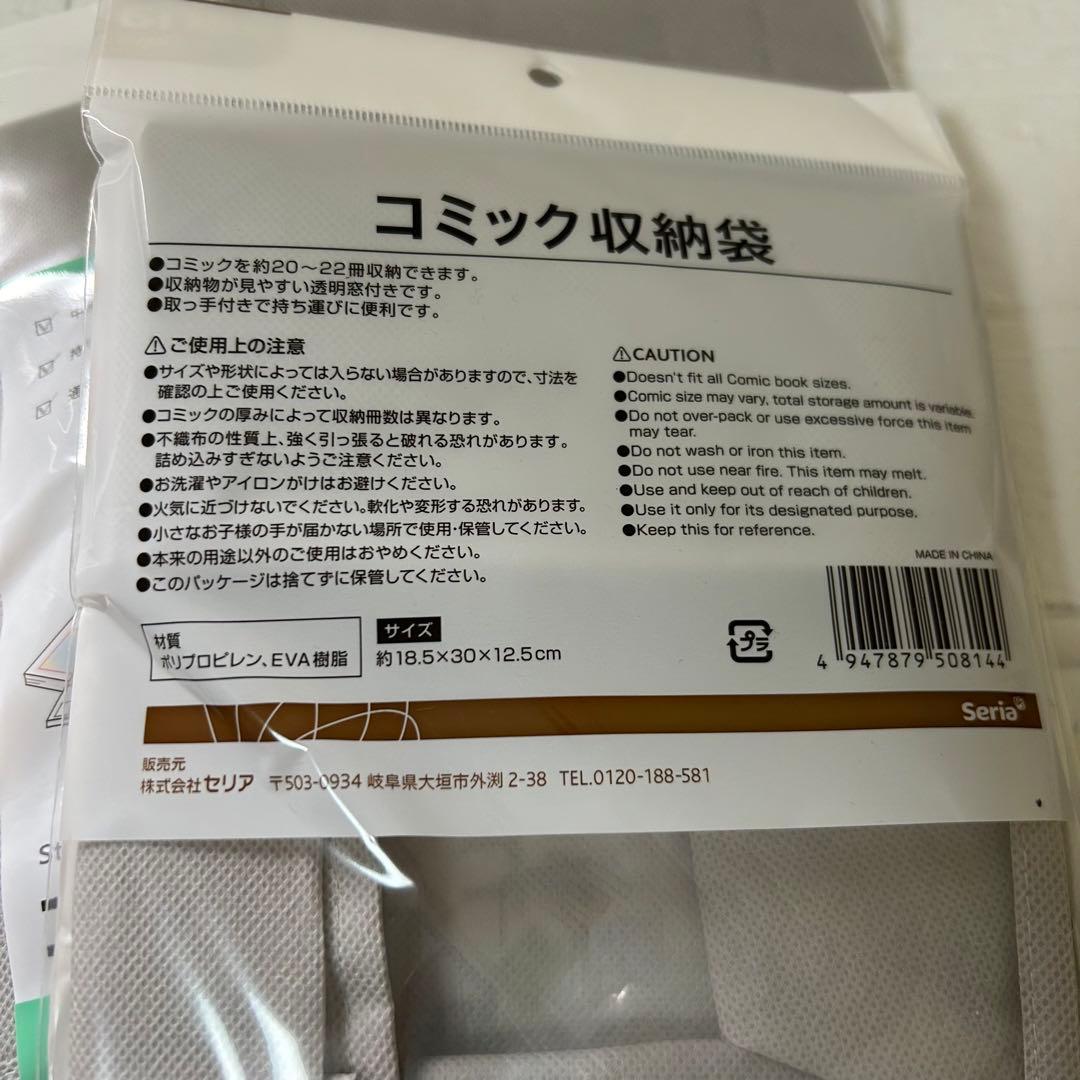 コミック収納袋
●コミックを約20～22冊収納できます。
●収納物が見やすい透明窓付きです。
●取っ手付きで持ち運びに便利です。
⚠ご使用上の注意
●サイズや形状によっては入らない場合がありますので、寸法を
確認の上ご使用ください。
●コミックの厚みによって収納冊数は異なります。
●不織布の性質上、強く引っ張ると破れる恐れがあります。
詰め込みすぎないようご注意ください。
●お洗濯やアイロンがけはお避けください。
●火気に近づけないでください。軟化や変形する恐れがあります。
●小さなお子様の手が届かない場所で使用・保管してください。
●本来の用途以外のご使用はおやめください。
●このパッケージは捨てずに保管してください。
⚠CAUTION
●Doesn't fit all Comic book sizes.
●Comic size may vary, total storage amount is variable.
●Do not over-pack or use excessive force this item
may tear.
●Do not wash or iron this item.
●Do not use near fire. This item may melt.
●Use and keep out of reach of children.
●Use it only for its designated purpose.
●Keep this for reference.
MADE IN CHINA
材質
ポリプロピレン、EVA樹脂
サイズ
約18.5×30×12.5cm
プラ
4 947879 508144
Seria
販売元
株式会社セリア 〒503-0934 岐阜県大垣市外渕 2-38 TEL.0120-188-581